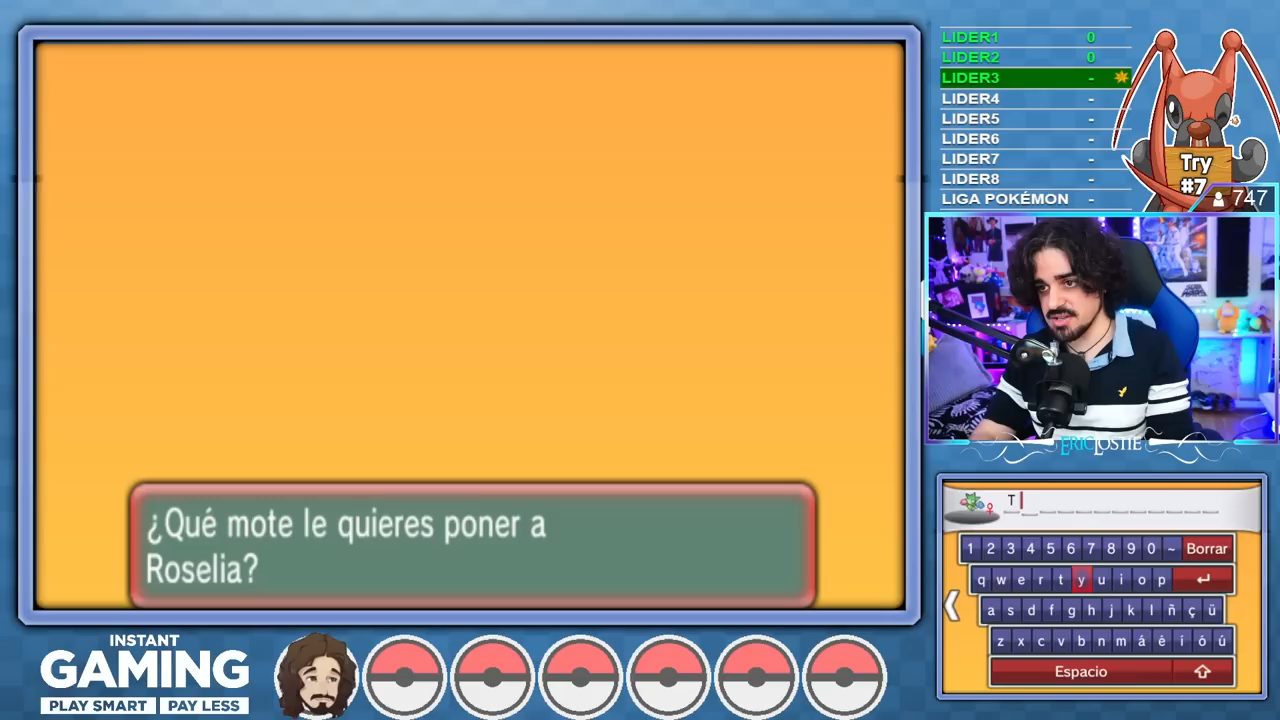 LIDER1 0
LIDER2 0
LIDER3 -
LIDER4 -
LIDER5 -
LIDER6 -
LIDER7 -
LIDER8 -
LIGA POKÉMON -
Try
#7
747
ERICLOSTIE
¿Qué mote le quieres poner a
Roselia?
T
1 2 3 4 5 6 7 8 9 0 ~ Borrar
q w e r t y u i o p
a s d f g h j k l ñ ç ü
z x c v b n m á é í ó ú
Espacio
INSTANT
GAMING
PLAY SMART PAY LESS